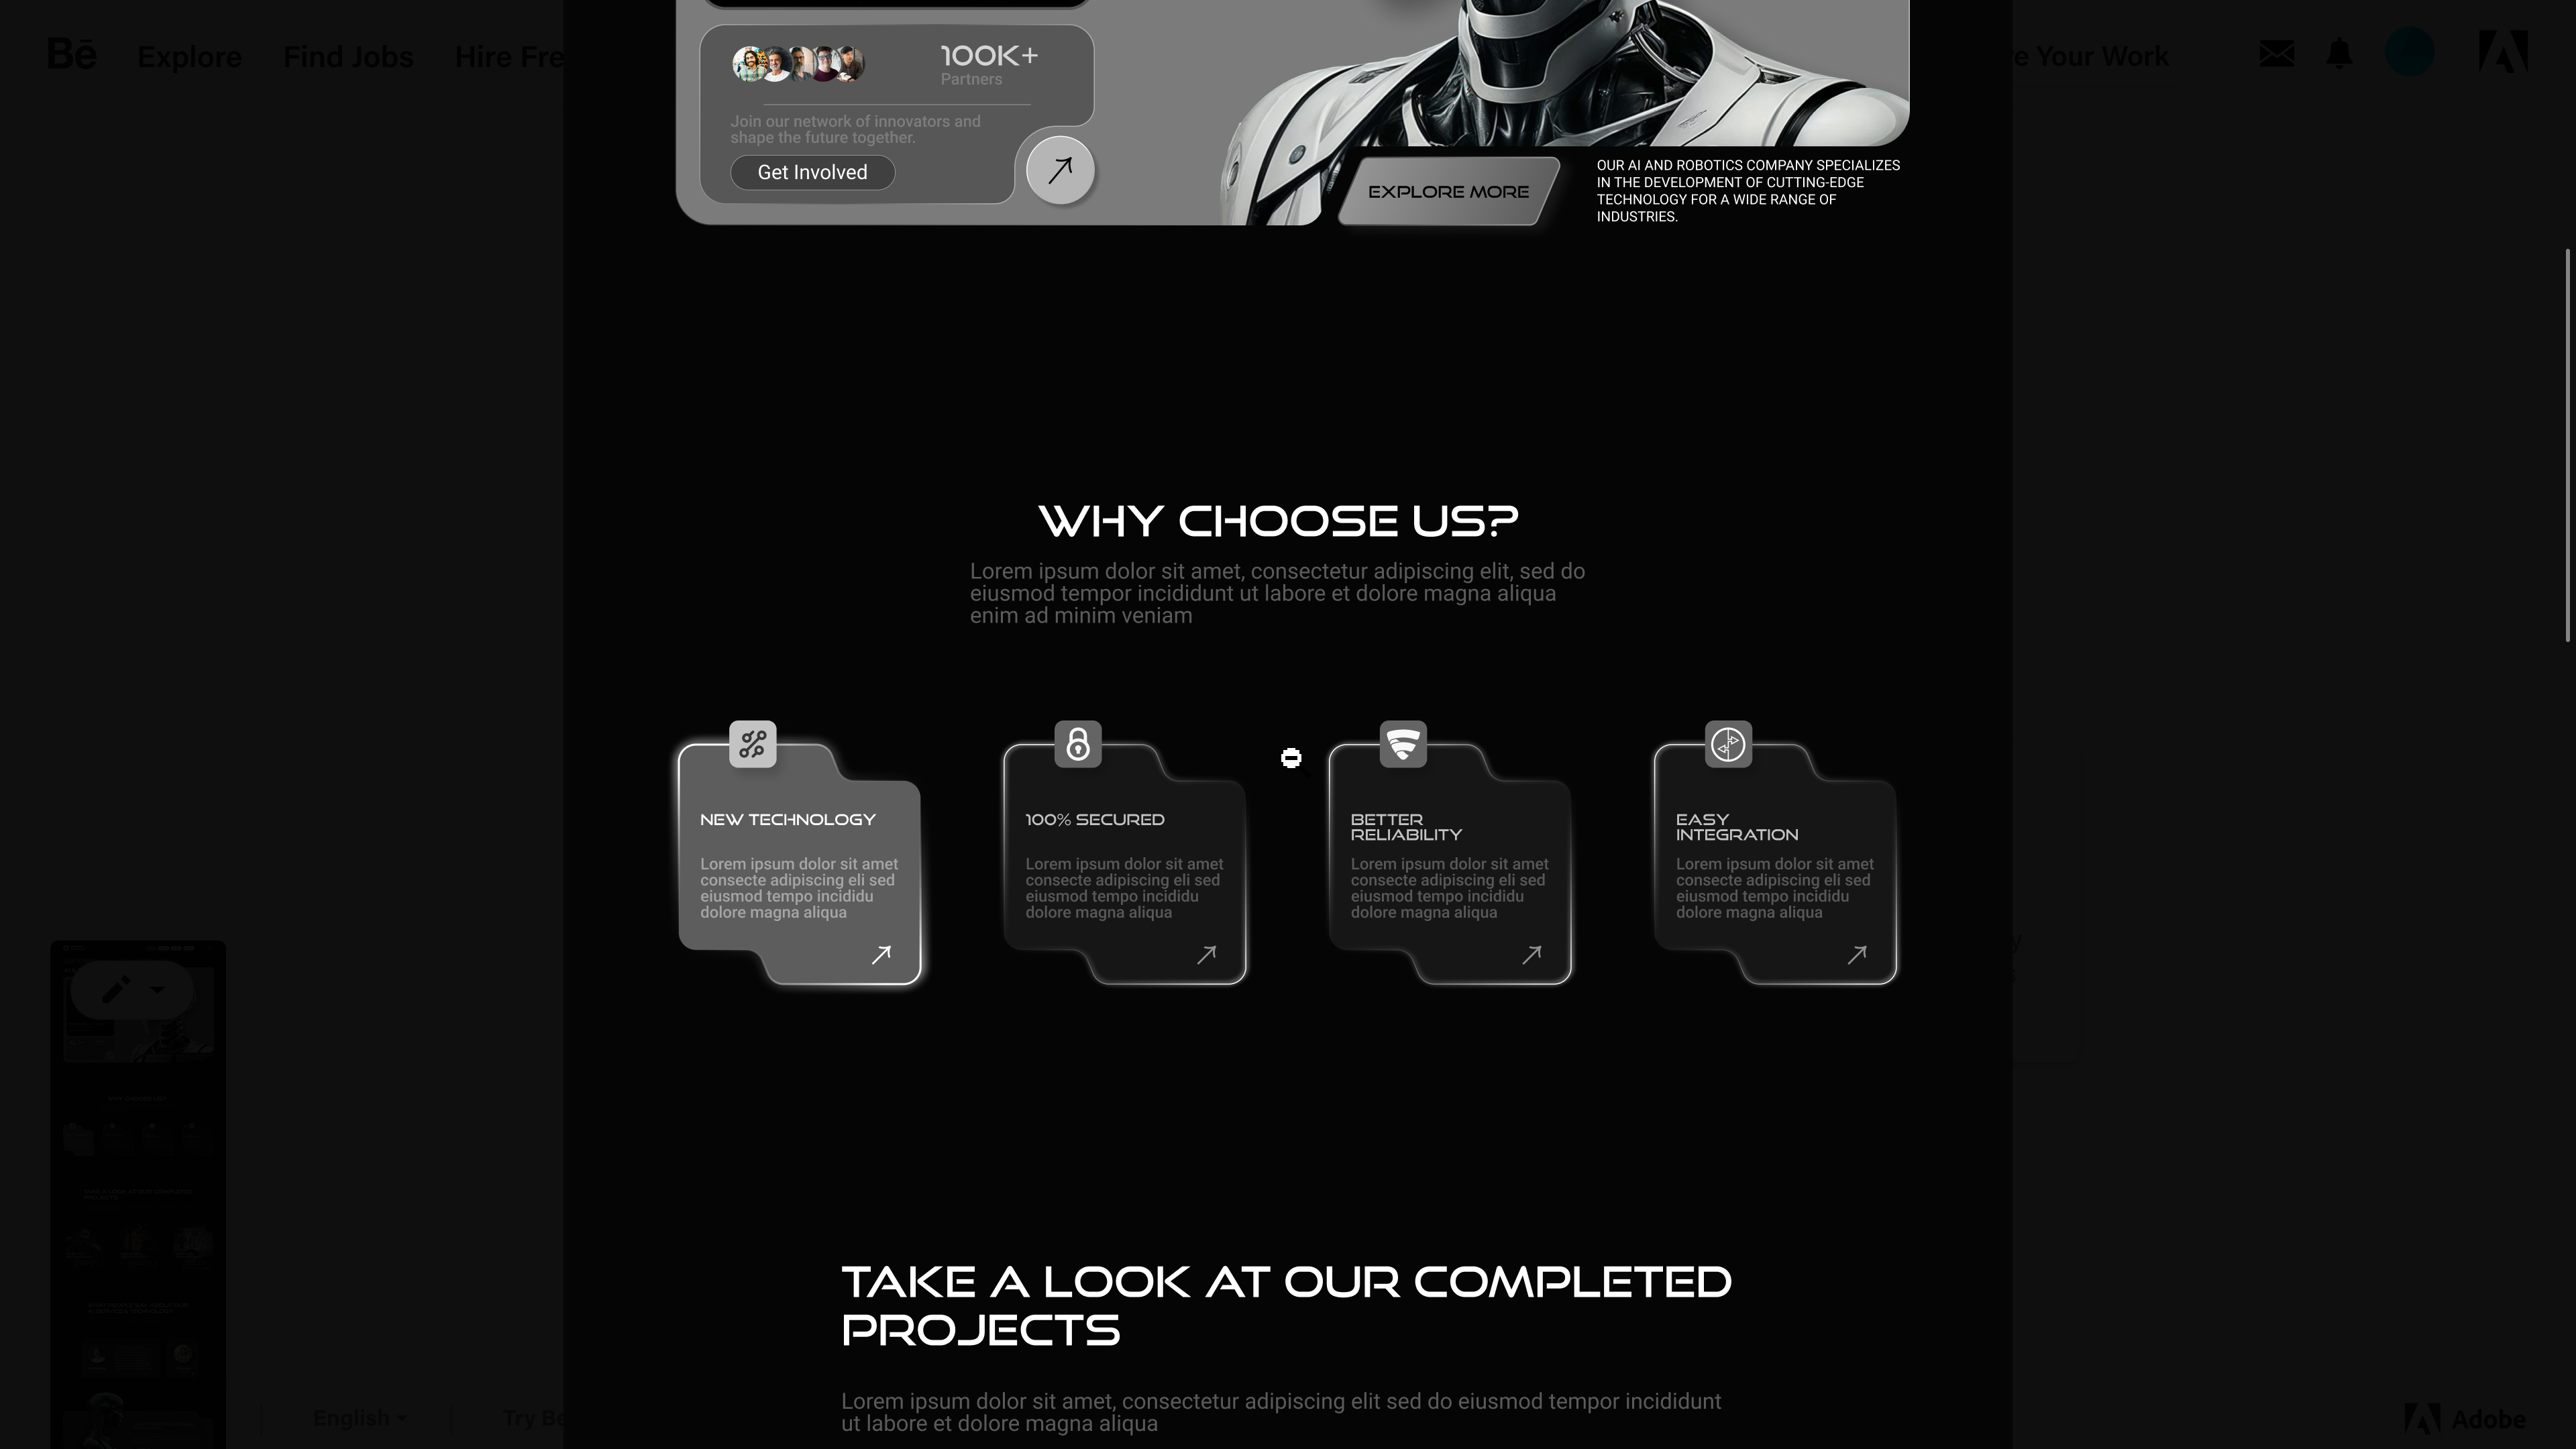 Bē Explore Find Jobs Hire Fre
e Your Work
100K+
Partners
Join our network of innovators and
shape the future together.
Get Involved
EXPLORE MORE
OUR AI AND ROBOTICS COMPANY SPECIALIZES
IN THE DEVELOPMENT OF CUTTING-EDGE
TECHNOLOGY FOR A WIDE RANGE OF
INDUSTRIES.
WHY CHOOSE US?
Lorem ipsum dolor sit amet, consectetur adipiscing elit, sed do
eiusmod tempor incididunt ut labore et dolore magna aliqua
enim ad minim veniam
NEW TECHNOLOGY
Lorem ipsum dolor sit amet
consecte adipiscing eli sed
eiusmod tempo incididu
dolore magna aliqua
100% SECURED
Lorem ipsum dolor sit amet
consecte adipiscing eli sed
eiusmod tempo incididu
dolore magna aliqua
BETTER
RELIABILITY
Lorem ipsum dolor sit amet
consecte adipiscing eli sed
eiusmod tempo incididu
dolore magna aliqua
EASY
INTEGRATION
Lorem ipsum dolor sit amet
consecte adipiscing eli sed
eiusmod tempo incididu
dolore magna aliqua
TAKE A LOOK AT OUR COMPLETED
PROJECTS
Lorem ipsum dolor sit amet, consectetur adipiscing elit sed do eiusmod tempor incididunt
ut labore et dolore magna aliqua
English
Try Be
Adobe